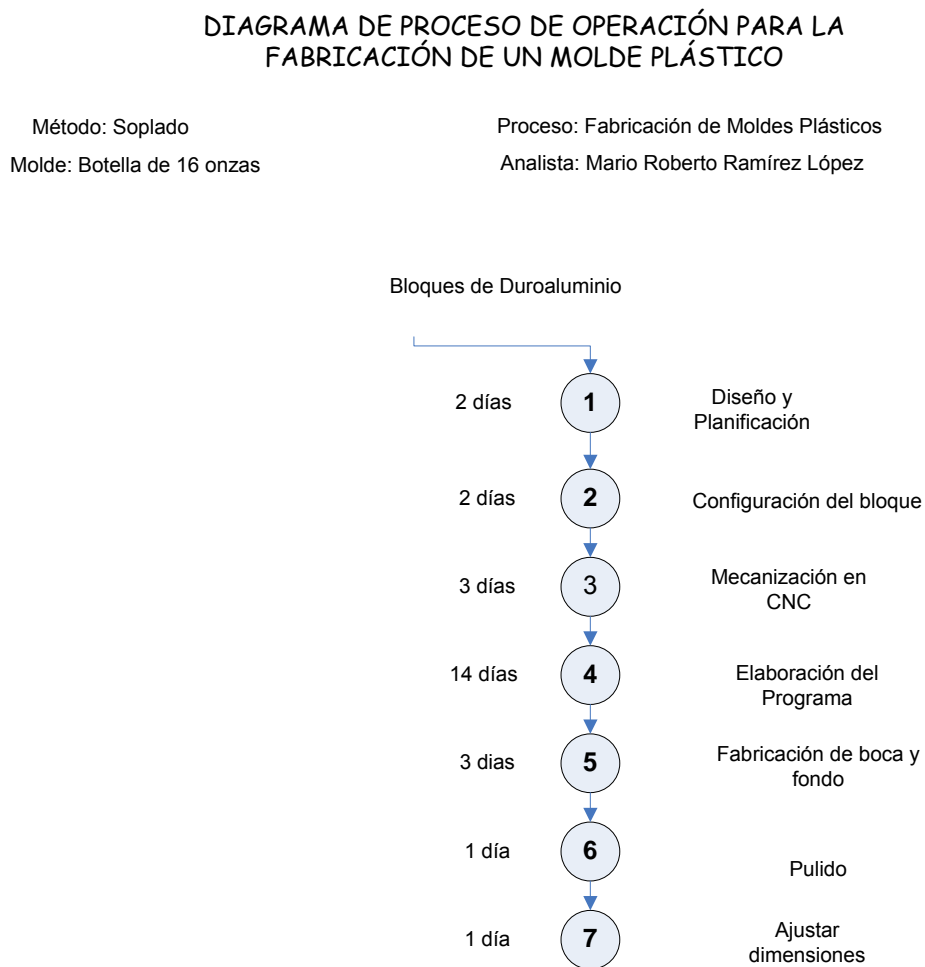 DIAGRAMA DE PROCESO DE OPERACIÓN PARA LA
FABRICACIÓN DE UN MOLDE PLÁSTICO
Método: Soplado
Proceso: Fabricación de Moldes Plásticos
Molde: Botella de 16 onzas
Analista: Mario Roberto Ramírez López
Bloques de Duroaluminio
2 días
1
Diseño y
Planificación
2 días
2
Configuración del bloque
3 días
3
Mecanización en
CNC
14 días
4
Elaboración del
Programa
3 dias
5
Fabricación de boca y
fondo
1 día
6
Pulido
1 día
7
Ajustar
dimensiones